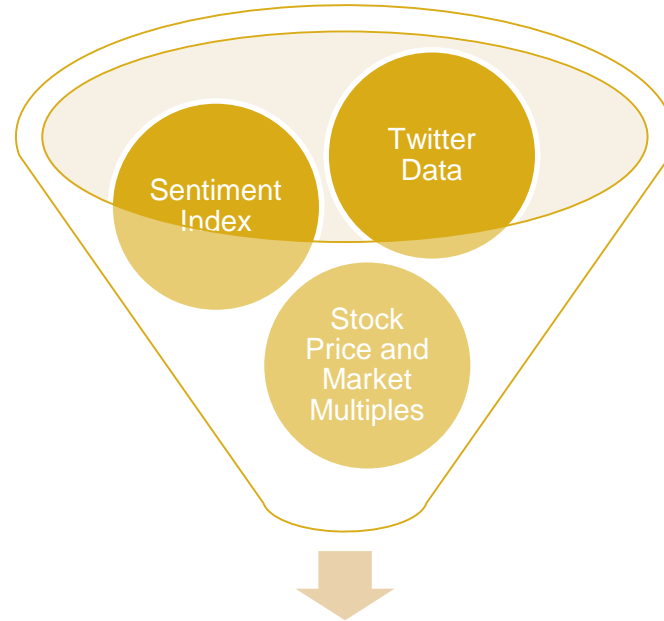 Twitter
Data
Sentiment
Index
Stock
Price and
Market
Multiples